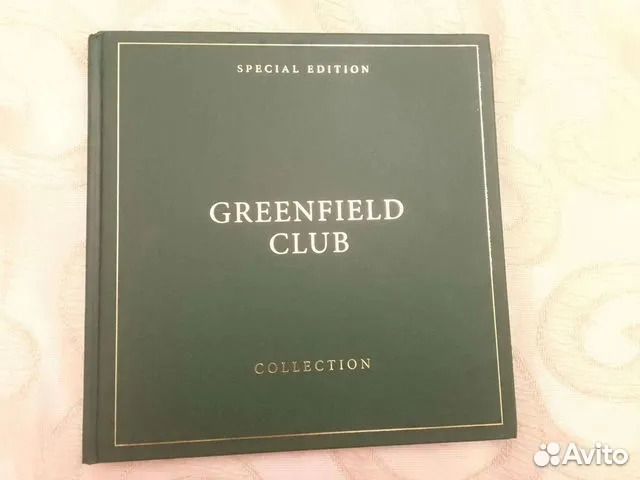 SPECIAL EDITION
GREENFIELD
CLUB
COLLECTION
Avito